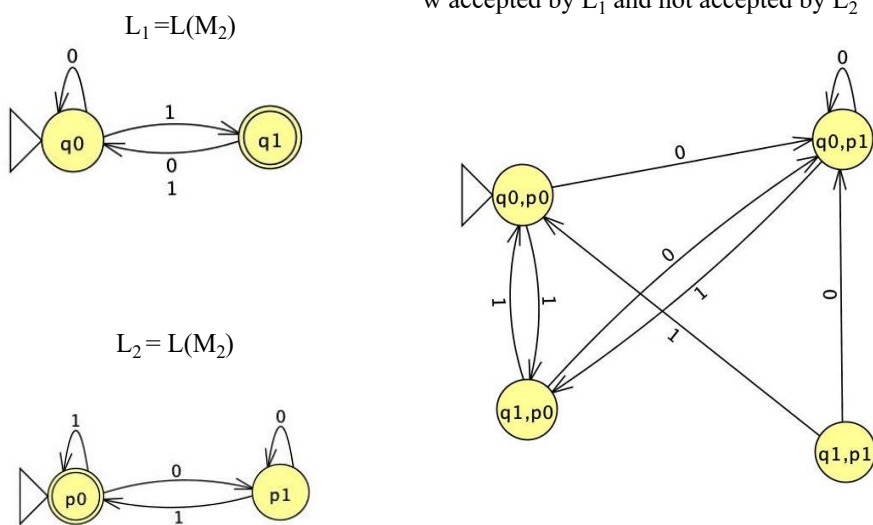 w accepted by L₁ and not accepted by L₂
L₁ =L(M₂)
0
q0
1
q1
0
1
0
q0,p1
0
q0,p0
0
1
1
0
1
1
q1,p0
q1,p1
L₂ = L(M₂)
1
p0
0
p1
0
1